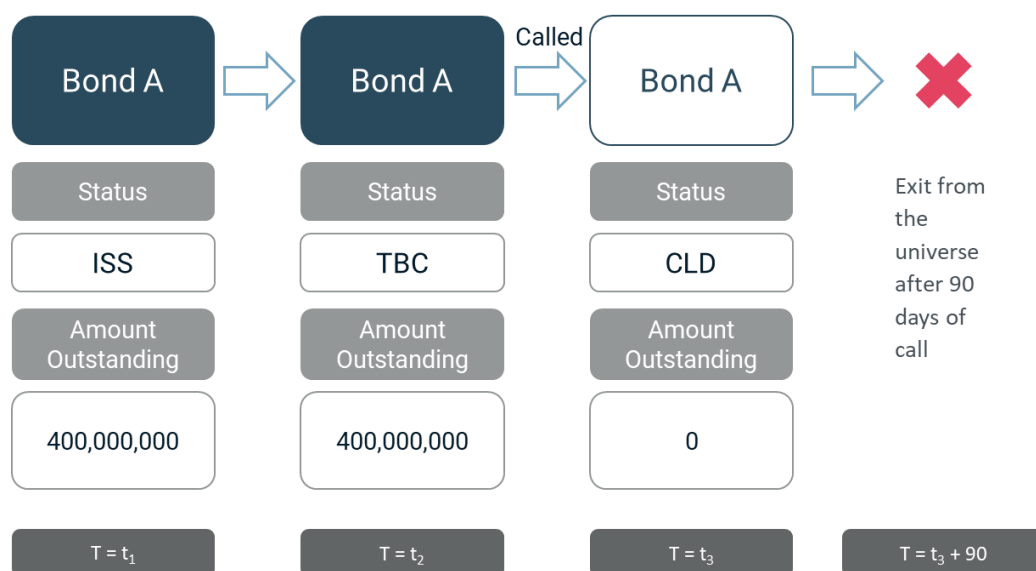 Called
Bond A
Bond A
Bond A
Status
Status
Status
Exit from
the
universe
after 90
days of
call
ISS
TBC
CLD
Amount
Outstanding
Amount
Outstanding
Amount
Outstanding
400,000,000
400,000,000
0
T = t₁
T = t₂
T = t₃
T = t₃ + 90